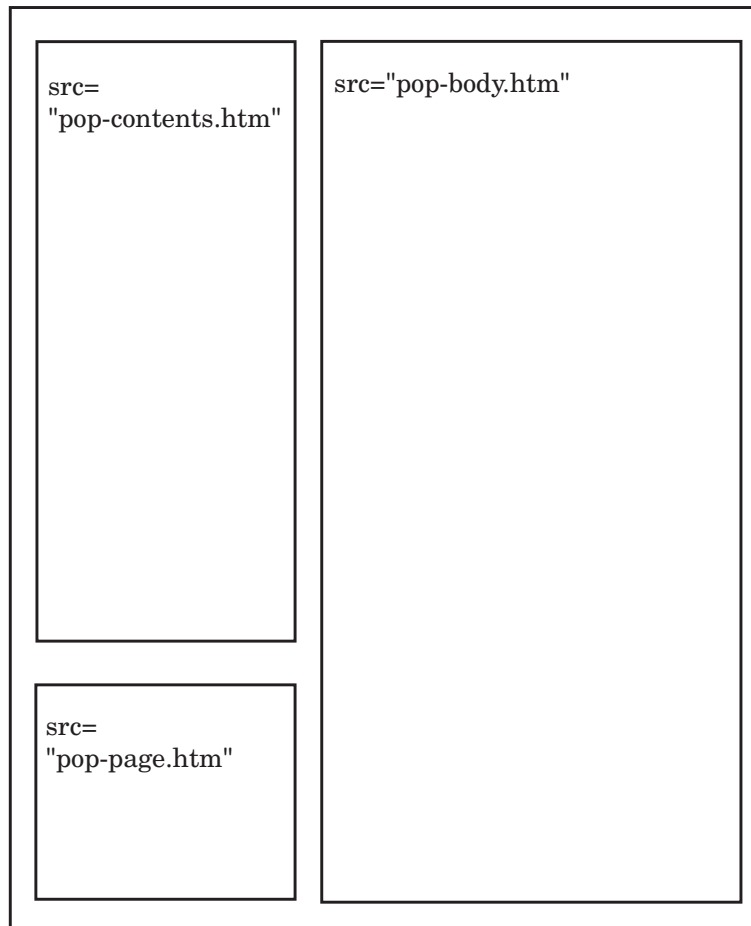 src=
"pop-contents.htm"
src="pop-body.htm"
src=
"pop-page.htm"